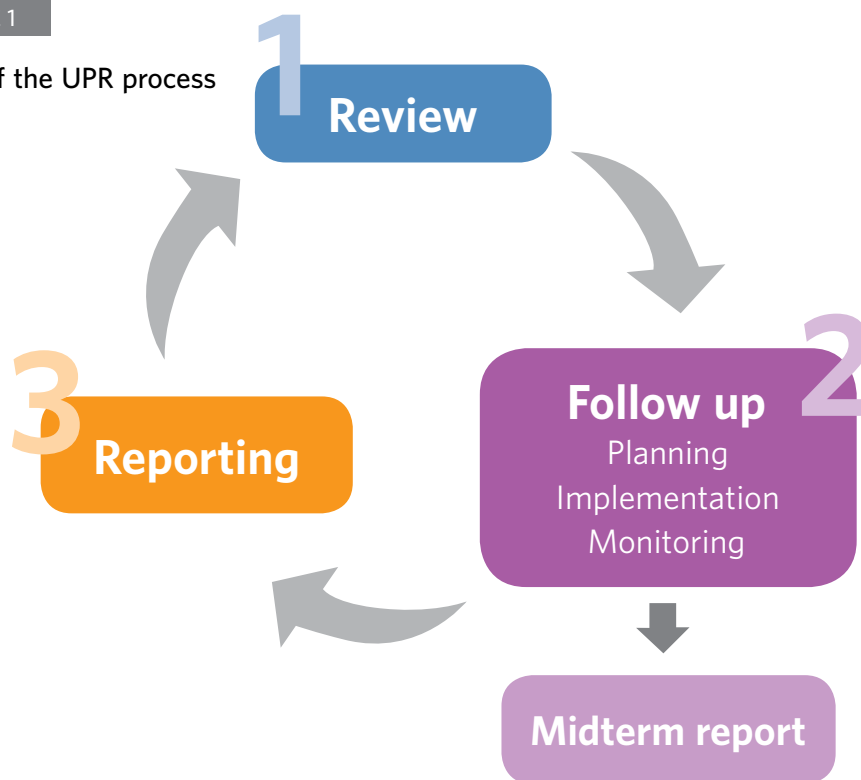 1
f the UPR process
1
Review
2
Follow up
Planning
Implementation
Monitoring
3
Reporting
Midterm report